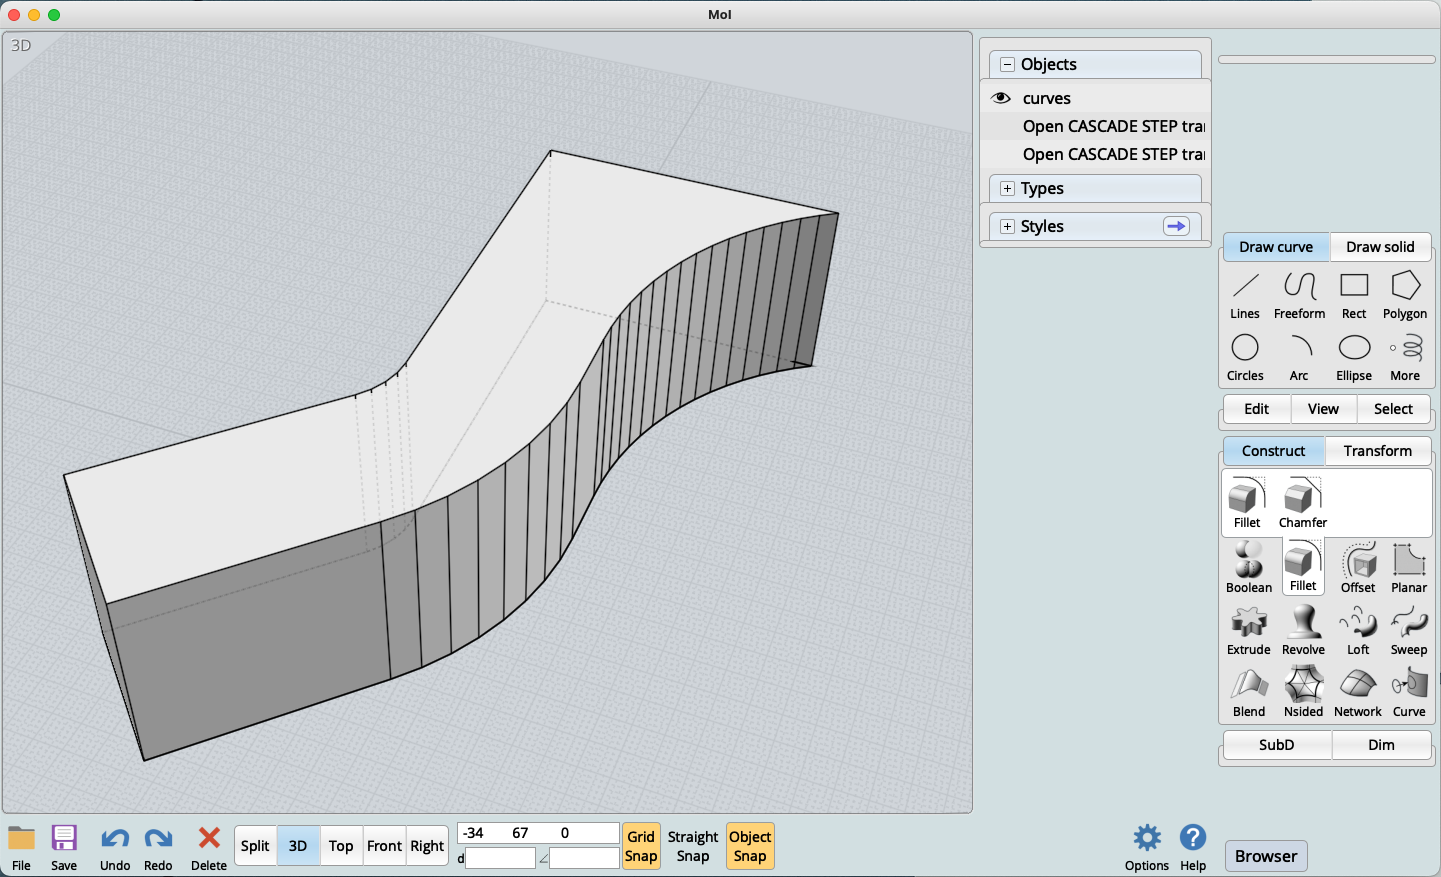 MoI
3D
Objects
curves
Open CASCADE STEP tra
Open CASCADE STEP tra
Types
Styles
Draw curve Draw solid
Lines Freeform Rect Polygon
Circles Arc Ellipse More
Edit View Select
Construct Transform
Fillet Chamfer
Boolean Fillet Offset Planar
Extrude Revolve Loft Sweep
Blend Nsided Network Curve
SubD Dim
File Save Undo Redo Delete
Split 3D Top Front Right
-34 67 0
d
Grid
Snap
Straight
Snap
Object
Snap
Options Help
Browser